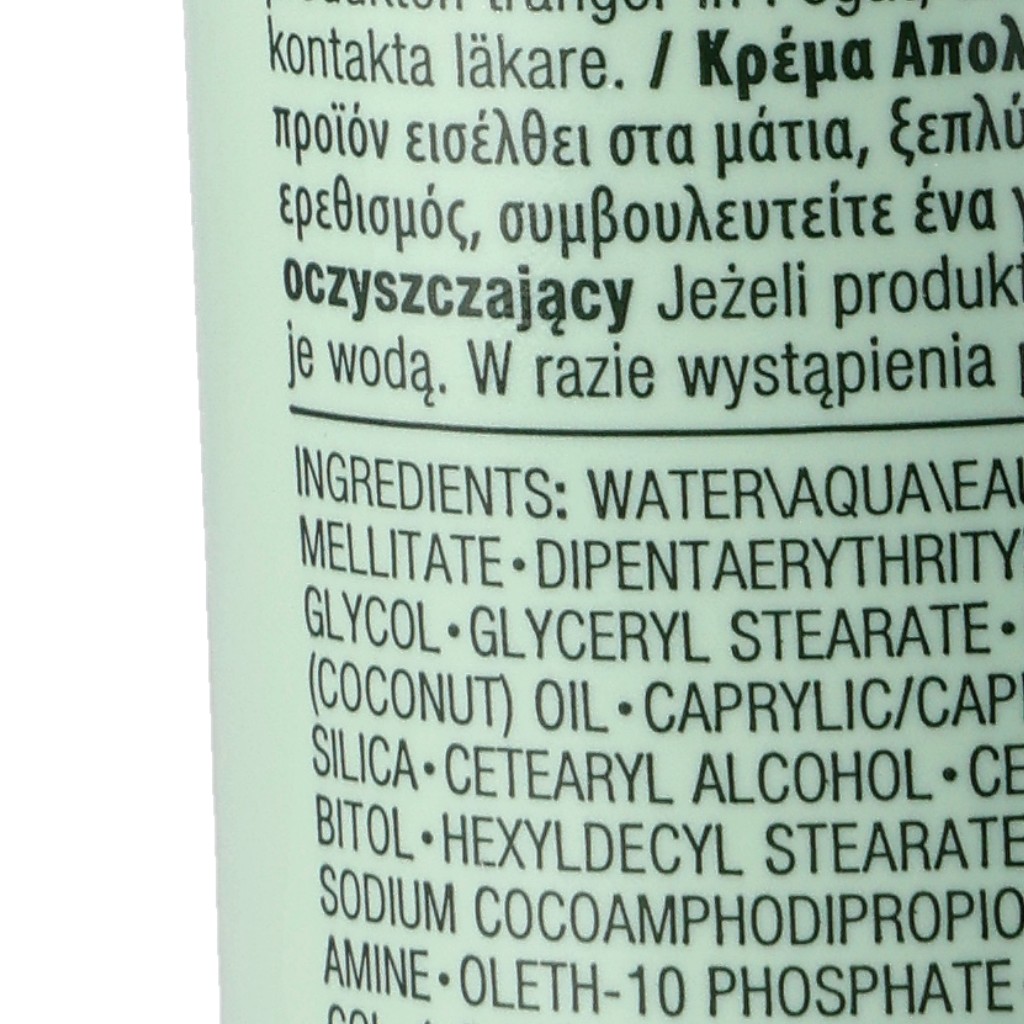 kontakta läkare. / Κρέμα Απολ
προϊόν εισέλθει στα μάτια, ξεπλύ
ερεθισμός, συμβουλευτείτε ένα γ
oczyszczający Jeżeli produkt
je wodą. W razie wystąpienia p
INGREDIENTS: WATER\AQUA\EAU
MELLITATE • DIPENTAERYTHRITY
GLYCOL • GLYCERYL STEARATE •
(COCONUT) OIL • CAPRYLIC/CAPR
SILICA • CETEARYL ALCOHOL • CE
BITOL • HEXYLDECYL STEARATE
SODIUM COCOAMPHODIPROPIO
AMINE • OLETH-10 PHOSPHATE